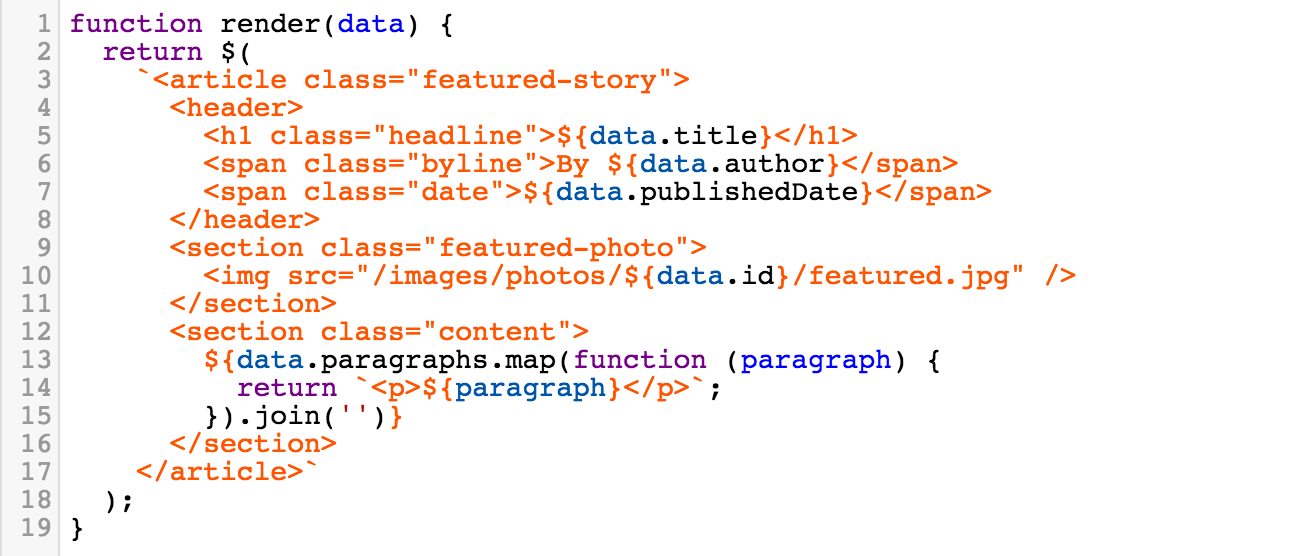 1 function render(data) {
2   return $(
3     `<article class="featured-story">
4       <header>
5         <h1 class="headline">${data.title}</h1>
6         <span class="byline">By ${data.author}</span>
7         <span class="date">${data.publishedDate}</span>
8       </header>
9       <section class="featured-photo">
10         <img src="/images/photos/${data.id}/featured.jpg" />
11       </section>
12       <section class="content">
13         ${data.paragraphs.map(function (paragraph) {
14           return `<p>${paragraph}</p>`;
15         }).join('')}
16       </section>
17     </article>`
18   );
19 }